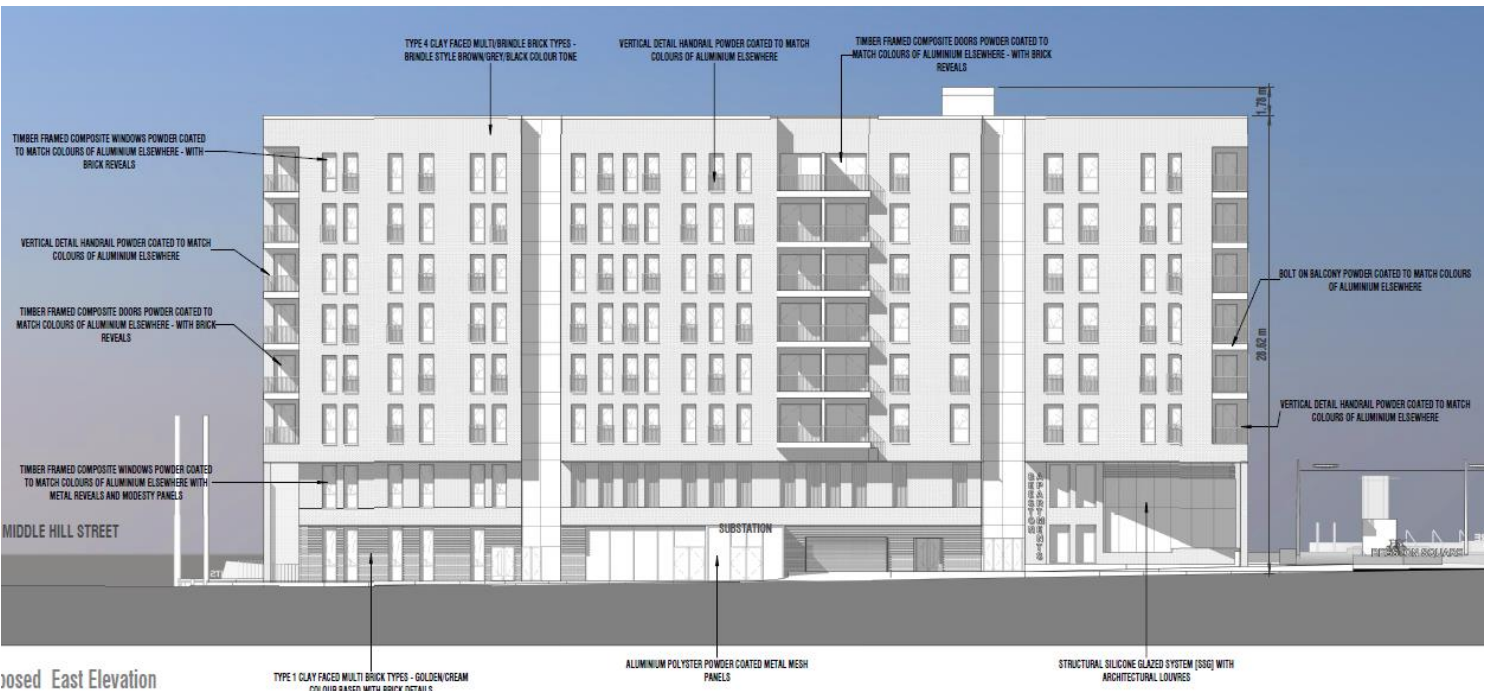 TYPE 4 CLAY FACED MULTI/BRINDLE BRICK TYPES -
BRINDLE STYLE BROWN/GREY/BLACK COLOUR TONE
VERTICAL DETAIL HANDRAIL POWDER COATED TO MATCH
COLOURS OF ALUMINIUM ELSEWHERE
TIMBER FRAMED COMPOSITE DOORS POWDER COATED TO
MATCH COLOURS OF ALUMINIUM ELSEWHERE - WITH BRICK
REVEALS
1.78 m
TIMBER FRAMED COMPOSITE WINDOWS POWDER COATED
TO MATCH COLOURS OF ALUMINIUM ELSEWHERE - WITH
BRICK REVEALS
VERTICAL DETAIL HANDRAIL POWDER COATED TO MATCH
COLOURS OF ALUMINIUM ELSEWHERE
BOLT ON BALCONY POWDER COATED TO MATCH COLOURS
OF ALUMINIUM ELSEWHERE
TIMBER FRAMED COMPOSITE DOORS POWDER COATED TO
MATCH COLOURS OF ALUMINIUM ELSEWHERE - WITH BRICK
REVEALS
28.62 m
VERTICAL DETAIL HANDRAIL POWDER COATED TO MATCH
COLOURS OF ALUMINIUM ELSEWHERE
TIMBER FRAMED COMPOSITE WINDOWS POWDER COATED
TO MATCH COLOURS OF ALUMINIUM ELSEWHERE WITH
METAL REVEALS AND MODESTY PANELS
BEESTON
APARTMENTS
MIDDLE HILL STREET
SUBSTATION
BEESTON SQUARE
TYPE 1 CLAY FACED MULTI BRICK TYPES - GOLDEN/CREAM
COLOUR BASED WITH BRICK DETAILS
ALUMINIUM POLYSTER POWDER COATED METAL MESH
PANELS
STRUCTURAL SILICONE GLAZED SYSTEM [SSG] WITH
ARCHITECTURAL LOUVRES
posed East Elevation